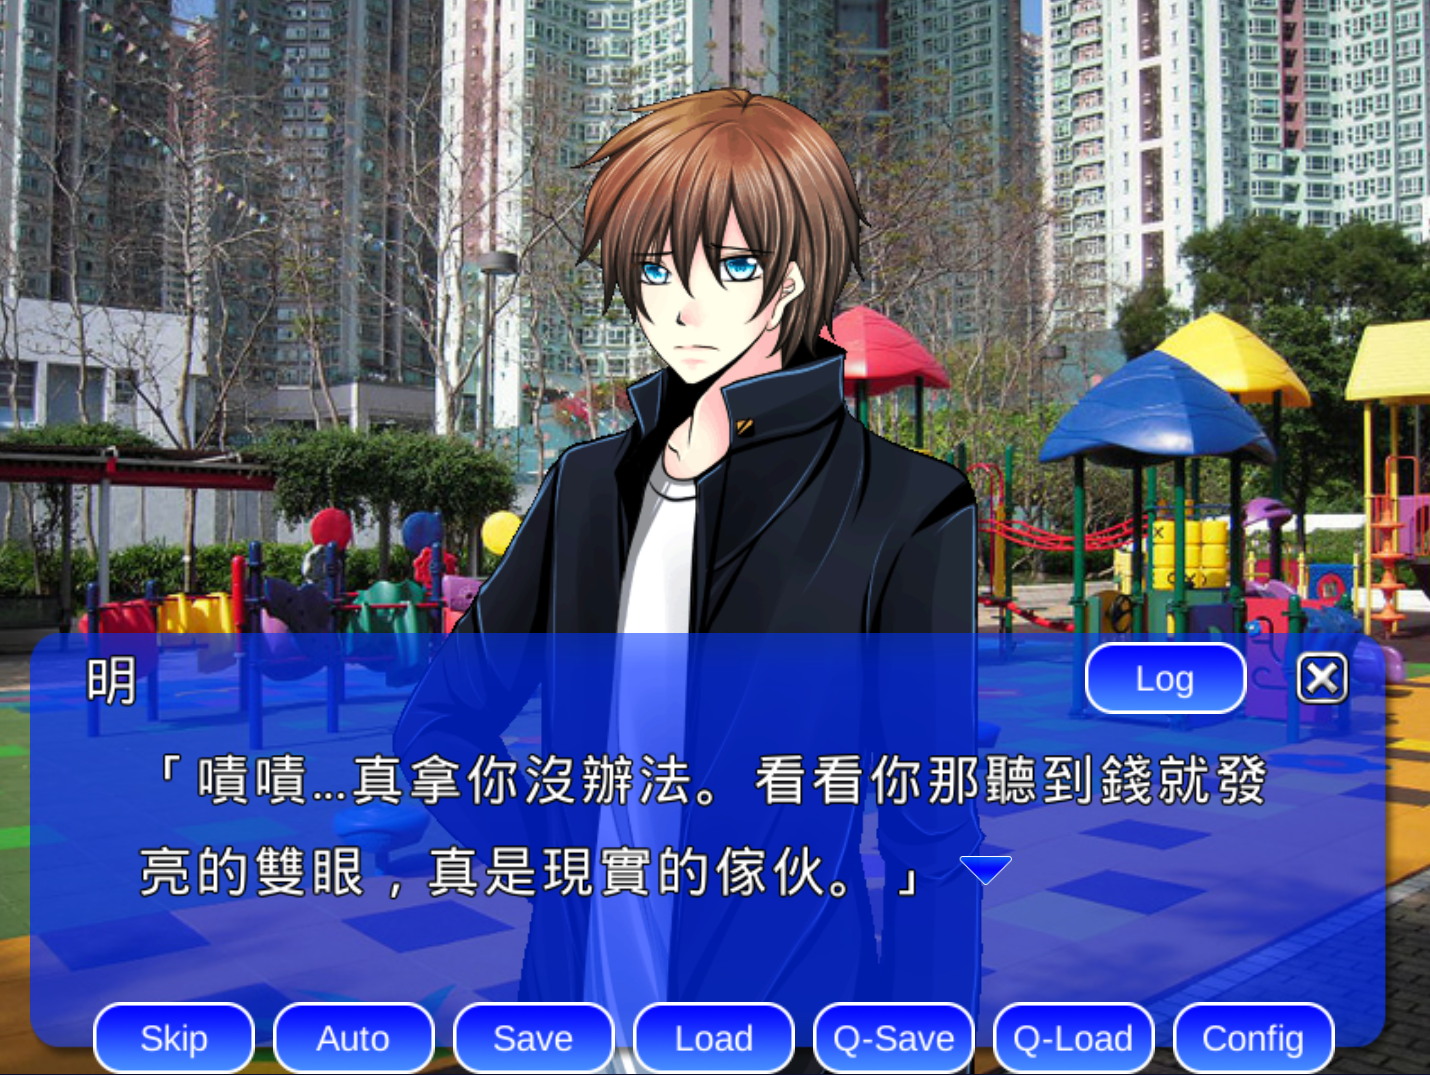 明
Log
「嘖嘖...真拿你沒辦法。 看看你那聽到錢就發
亮的雙眼，真是現實的傢伙。 」
Skip
Auto
Save
Load
Q-Save
Q-Load
Config